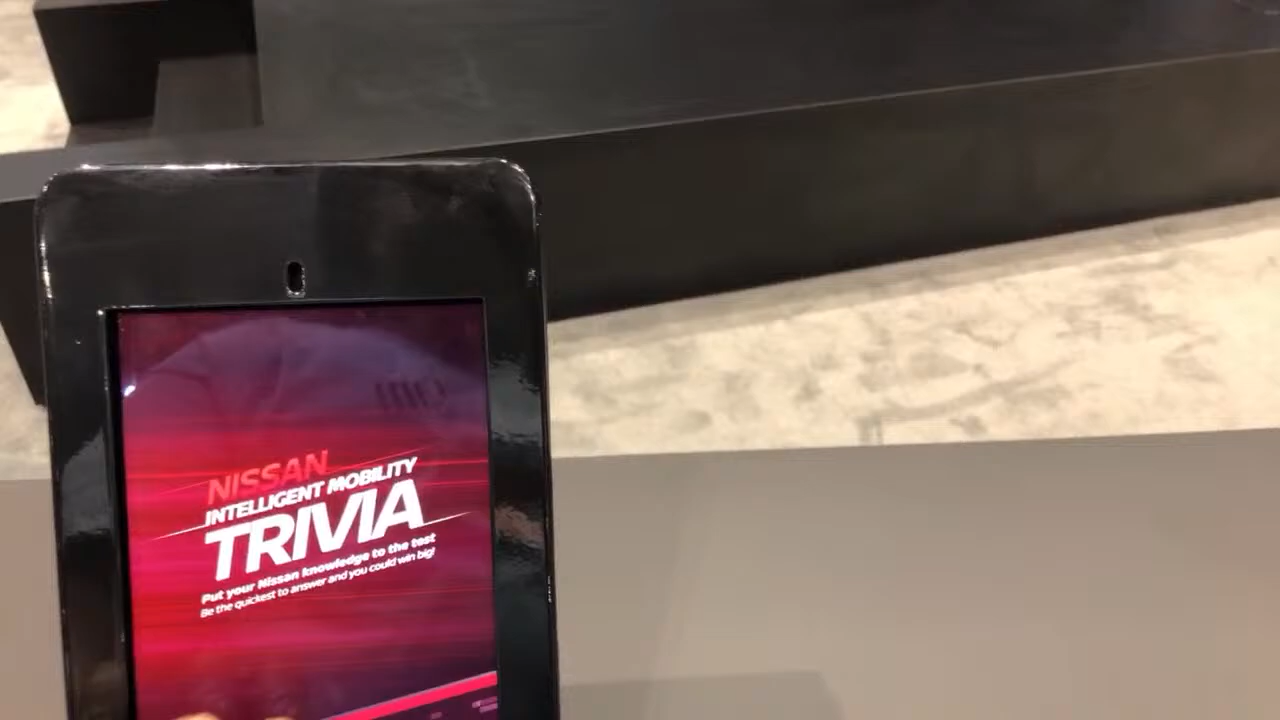 NISSAN
INTELLIGENT MOBILITY
TRIVIA
Put your Nissan knowledge to the test
Be the quickest to answer and you could win big!